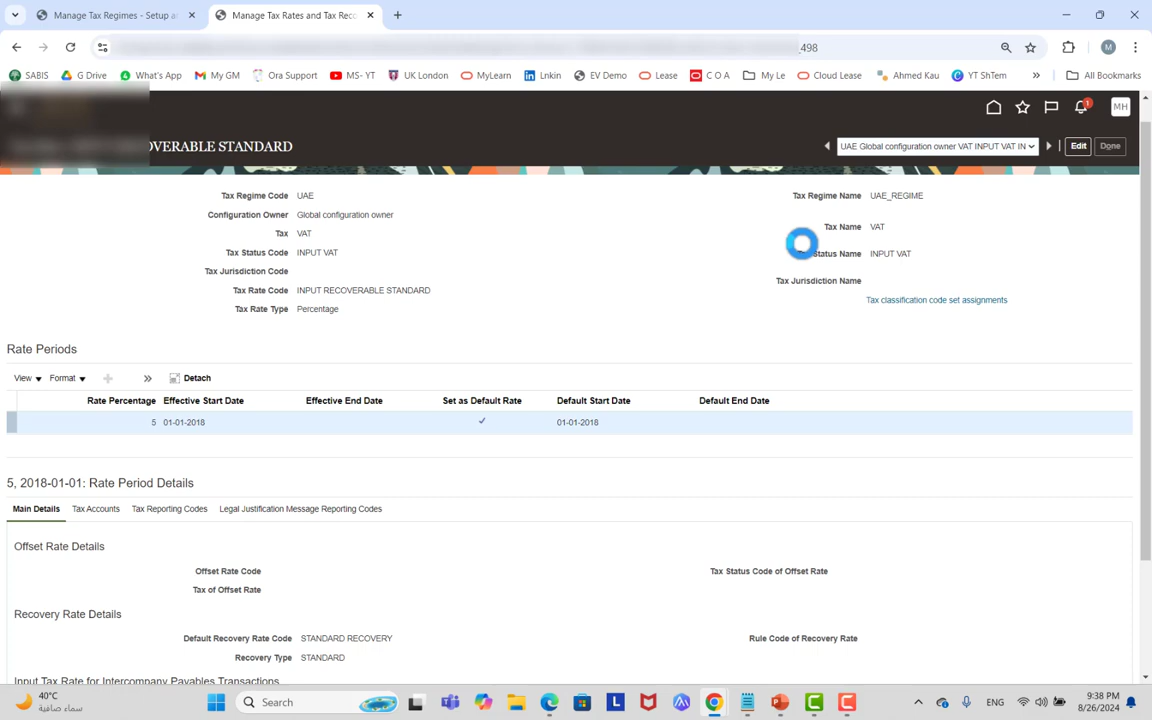 Manage Tax Regimes - Setup a
Manage Tax Rates and Tax Rec
498
SABIS
G Drive
What's App
My GM
Ora Support
MS- YT
UK London
MyLearn
Lnkin
EV Demo
Lease
C O A
My Le
Cloud Lease
Ahmed Kau
YT ShTem
All Bookmarks
M
1
MH
OVERABLE STANDARD
UAE Global configuration owner VAT INPUT VAT IN
Edit
Done
Tax Regime Code UAE
Tax Regime Name UAE_REGIME
Configuration Owner Global configuration owner
Tax VAT
Tax Name VAT
Tax Status Code INPUT VAT
Status Name INPUT VAT
Tax Jurisdiction Code
Tax Jurisdiction Name
Tax Rate Code INPUT RECOVERABLE STANDARD
Tax classification code set assignments
Tax Rate Type Percentage
Rate Periods
View Format Detach
Rate Percentage Effective Start Date Effective End Date Set as Default Rate Default Start Date Default End Date
5 01-01-2018 01-01-2018
5, 2018-01-01: Rate Period Details
Main Details Tax Accounts Tax Reporting Codes Legal Justification Message Reporting Codes
Offset Rate Details
Offset Rate Code
Tax Status Code of Offset Rate
Tax of Offset Rate
Recovery Rate Details
Default Recovery Rate Code STANDARD RECOVERY
Rule Code of Recovery Rate
Recovery Type STANDARD
Input Tax Rate for Intercompany Payables Transactions
40°C
سماء صافية
Search
ENG
9:38 PM
8/26/2024